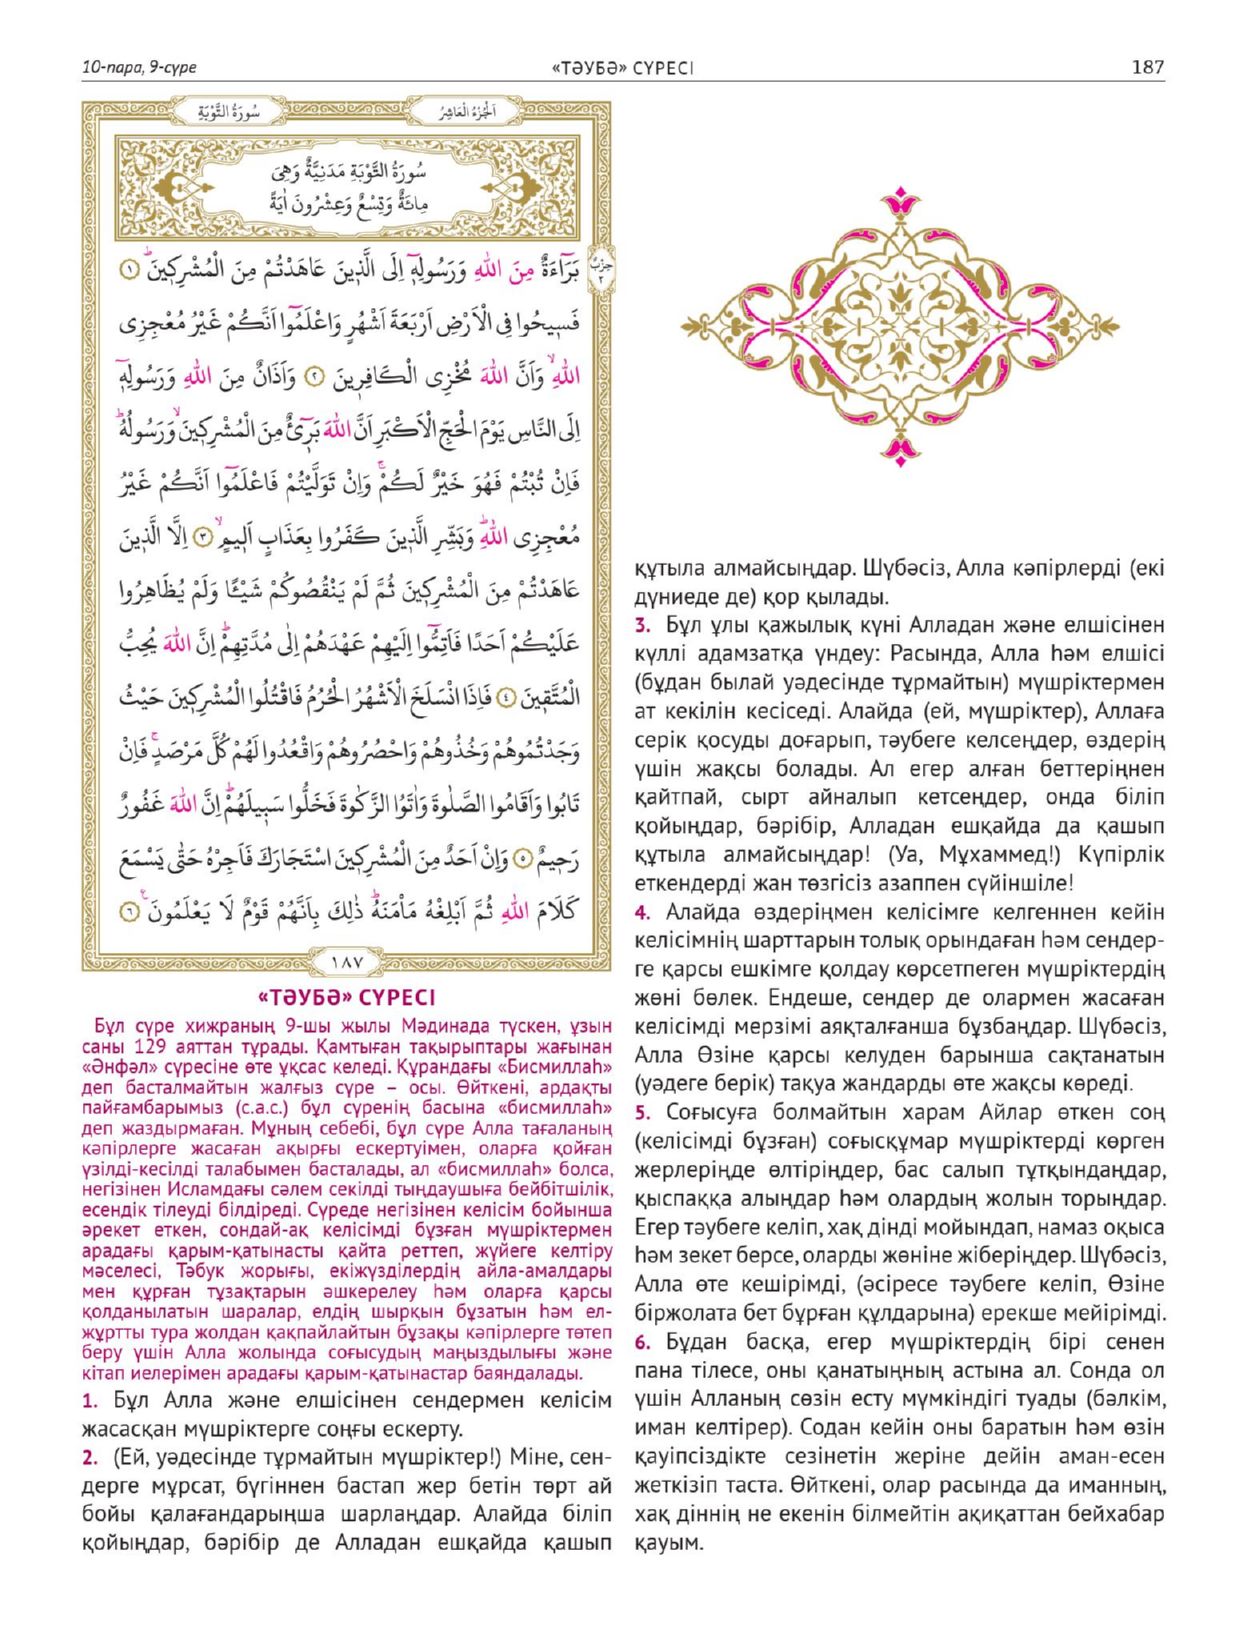 10-пара, 9-сүре
«ТӘУБӘ» СҮРЕСІ
187
سُورَةُ التَّوْبَةِ
اَلْجُزْءُ الْعَاشِرُ
سُورَةُ التَّوْبَةِ مَدَنِيَّةٌ وَهِىَ
مِائَةٌ وَتِسْعٌ وَعِشْرُونَ اٰيَةً
حِزْبٌ
٢
بَرَٓاءَةٌ مِنَ اللّٰهِ وَرَسُولِهٖٓ اِلَى الَّذٖينَ عَاهَدْتُمْ مِنَ الْمُشْرِكٖينَؕ ﴿١﴾
فَسٖيحُوا فِى الْاَرْضِ اَرْبَعَةَ اَشْهُرٍ وَاعْلَمُٓوا اَنَّكُمْ غَيْرُ مُعْجِزِى
اللّٰهِۙ وَاَنَّ اللّٰهَ مُخْزِى الْكَافِرٖينَ ﴿٢﴾ وَاَذَانٌ مِنَ اللّٰهِ وَرَسُولِهٖٓ
اِلَى النَّاسِ يَوْمَ الْحَجِّ الْاَكْبَرِ اَنَّ اللّٰهَ بَرٖٓىءٌ مِنَ الْمُشْرِكٖينَۙ وَرَسُولُهُؕ
فَاِنْ تُبْتُمْ فَهُوَ خَيْرٌ لَكُمْۚ وَاِنْ تَوَلَّيْتُمْ فَاعْلَمُٓوا اَنَّكُمْ غَيْرُ
مُعْجِزِى اللّٰهِؕ وَبَشِّرِ الَّذٖينَ كَفَرُوا بِعَذَابٍ اَلٖيمٍۙ ﴿٣﴾ اِلَّا الَّذٖينَ
عَاهَدْتُمْ مِنَ الْمُشْرِكٖينَ ثُمَّ لَمْ يَنْقُصُوكُمْ شَيْـًٔا وَلَمْ يُظَاهِرُوا
عَلَيْكُمْ اَحَدًا فَاَتِمُّٓوا اِلَيْهِمْ عَهْدَهُمْ اِلٰى مُدَّتِهِمْؕ اِنَّ اللّٰهَ يُحِبُّ
الْمُتَّقٖينَ ﴿٤﴾ فَاِذَا انْسَلَخَ الْاَشْهُرُ الْحُرُمُ فَاقْتُلُوا الْمُشْرِكٖينَ حَيْثُ
وَجَدْتُمُوهُمْ وَخُذُوهُمْ وَاحْصُرُوهُمْ وَاقْعُدُوا لَهُمْ كُلَّ مَرْصَدٍۚ فَاِنْ
تَابُوا وَاَقَامُوا الصَّلٰوةَ وَاٰتَوُا الزَّكٰوةَ فَخَلُّوا سَبٖيلَهُمْؕ اِنَّ اللّٰهَ غَفُورٌ
رَحٖيمٌ ﴿٥﴾ وَاِنْ اَحَدٌ مِنَ الْمُشْرِكٖينَ اسْتَجَارَكَ فَاَجِرْهُ حَتّٰى يَسْمَعَ
كَلَامَ اللّٰهِ ثُمَّ اَبْلِغْهُ مَاْمَنَهُؕ ذٰلِكَ بِاَنَّهُمْ قَوْمٌ لَا يَعْلَمُونَ۟ ﴿٦﴾
١٨٧
«ТӘУБӘ» СҮРЕСІ
Бұл сүре хижраның 9-шы жылы Мәдинада түскен, ұзын
саны 129 аяттан тұрады. Қамтыған тақырыптары жағынан
«Әнфәл» сүресіне өте ұқсас келеді. Құрандағы «Бисмиллаһ»
деп басталмайтын жалғыз сүре – осы. Өйткені, ардақты
пайғамбарымыз (с.а.с.) бұл сүренің басына «бисмиллаһ»
деп жаздырмаған. Мұның себебі, бұл сүре Алла тағаланың
кәпірлерге жасаған ақырғы ескертуімен, оларға қойған
үзілді-кесілді талабымен басталады, ал «бисмиллаһ» болса,
негізінен Исламдағы сәлем секілді тыңдаушыға бейбітшілік,
есендік тілеуді білдіреді. Сүреде негізінен келісім бойынша
әрекет еткен, сондай-ақ келісімді бұзған мүшріктермен
арадағы қарым-қатынасты қайта реттеп, жүйеге келтіру
мәселесі, Тәбук жорығы, екіжүзділердің айла-амалдары
мен құрған тұзақтарын әшкерелеу һәм оларға қарсы
қолданылатын шаралар, елдің шырқын бұзатын һәм ел-
жұртты тура жолдан қақпайлайтын бұзақы кәпірлерге төтеп
беру үшін Алла жолында соғысудың маңыздылығы және
кітап иелерімен арадағы қарым-қатынастар баяндалады.
1. Бұл Алла және елшісінен сендермен келісім
жасасқан мүшріктерге соңғы ескерту.
2. (Ей, уәдесінде тұрмайтын мүшріктер!) Міне, сен-
дерге мұрсат, бүгіннен бастап жер бетін төрт ай
бойы қалағандарыңша шарлаңдар. Алайда біліп
қойыңдар, бәрібір де Алладан ешқайда қашып
құтыла алмайсыңдар. Шүбәсіз, Алла кәпірлерді (екі
дүниеде де) қор қылады.
3. Бұл ұлы қажылық күні Алладан және елшісінен
күллі адамзатқа үндеу: Расында, Алла һәм елшісі
(бұдан былай уәдесінде тұрмайтын) мүшріктермен
ат кекілін кесіседі. Алайда (ей, мүшріктер), Аллаға
серік қосуды доғарып, тәубеге келсеңдер, өздерің
үшін жақсы болады. Ал егер алған беттеріңнен
қайтпай, сырт айналып кетсеңдер, онда біліп
қойыңдар, бәрібір, Алладан ешқайда да қашып
құтыла алмайсыңдар! (Уа, Мұхаммед!) Күпірлік
еткендерді жан төзгісіз азаппен сүйіншіле!
4. Алайда өздеріңмен келісімге келгеннен кейін
келісімнің шарттарын толық орындаған һәм сендер-
ге қарсы ешкімге қолдау көрсетпеген мүшріктердің
жөні бөлек. Ендеше, сендер де олармен жасаған
келісімді мерзімі аяқталғанша бұзбаңдар. Шүбәсіз,
Алла Өзіне қарсы келуден барынша сақтанатын
(уәдеге берік) тақуа жандарды өте жақсы көреді.
5. Соғысуға болмайтын харам Айлар өткен соң
(келісімді бұзған) соғысқұмар мүшріктерді көрген
жерлеріңде өлтіріңдер, бас салып тұтқындаңдар,
қыспаққа алыңдар һәм олардың жолын торыңдар.
Егер тәубеге келіп, хақ дінді мойындап, намаз оқыса
һәм зекет берсе, оларды жөніне жіберіңдер. Шүбәсіз,
Алла өте кешірімді, (әсіресе тәубеге келіп, Өзіне
біржолата бет бұрған құлдарына) ерекше мейірімді.
6. Бұдан басқа, егер мүшріктердің бірі сенен
пана тілесе, оны қанатыңның астына ал. Сонда ол
үшін Алланың сөзін есту мүмкіндігі туады (бәлкім,
иман келтірер). Содан кейін оны баратын һәм өзін
қауіпсіздікте сезінетін жеріне дейін аман-есен
жеткізіп таста. Өйткені, олар расында да иманның,
хақ діннің не екенін білмейтін ақиқаттан бейхабар
қауым.